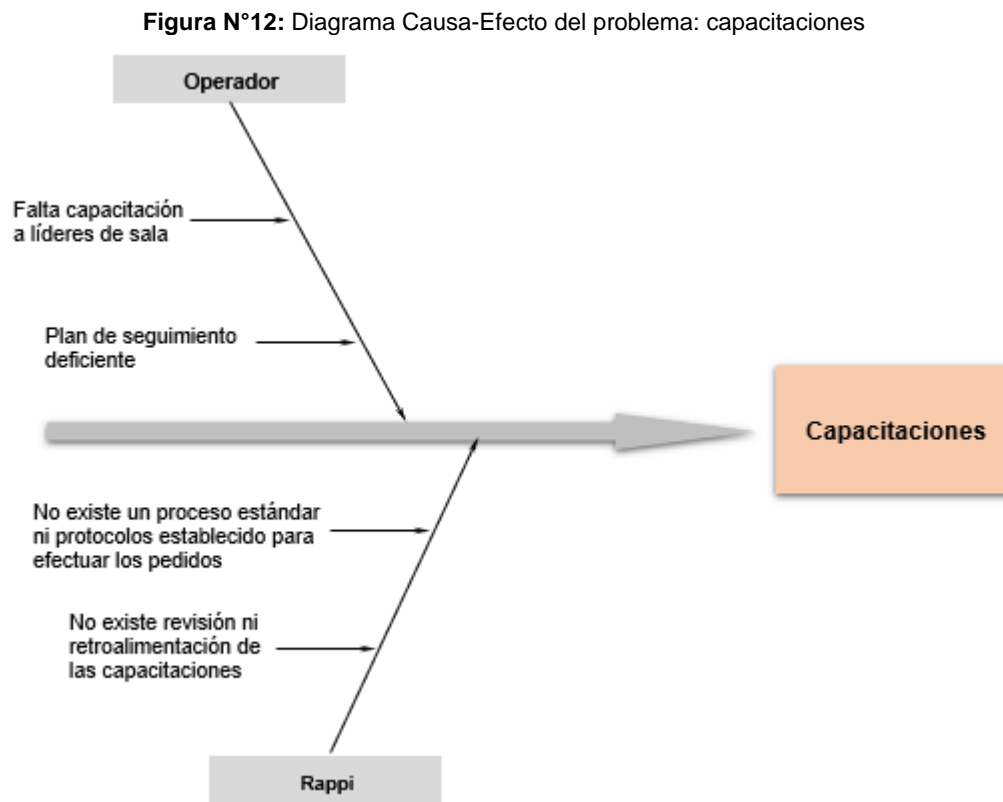 Figura N°12: Diagrama Causa-Efecto del problema: capacitaciones
Operador
Falta capacitación
a líderes de sala
Plan de seguimiento
deficiente
Capacitaciones
No existe un proceso estándar
ni protocolos establecido para
efectuar los pedidos
No existe revisión ni
retroalimentación de
las capacitaciones
Rappi